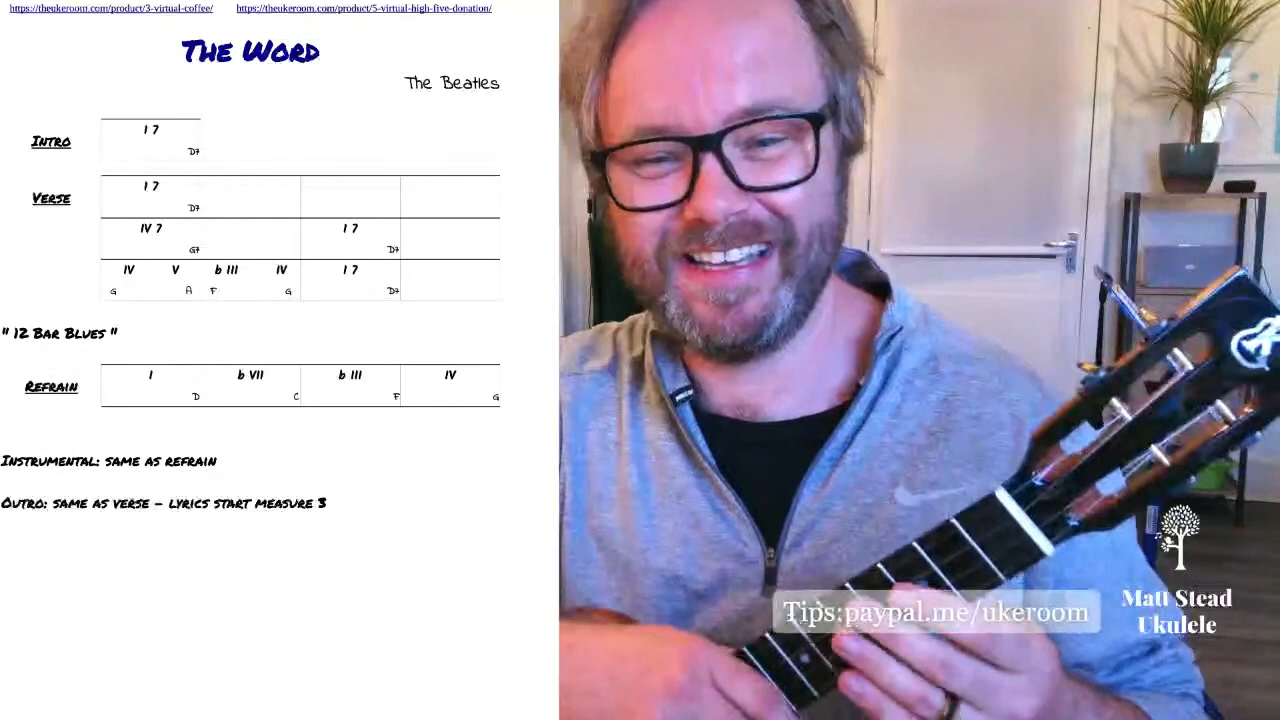 https://theukeroom.com/product/3-virtual-coffee/ https://theukeroom.com/product/5-virtual-high-five-donation/
The Word
The Beatles
Intro
I 7
D7
Verse
I 7
D7
IV 7 I 7
G7 D7
IV V b III IV I 7
G A F G D7
" 12 Bar Blues "
Refrain
I b VII b III IV
D C F G
Instrumental: same as refrain
Outro: same as verse – lyrics start measure 3
Tips:paypal.me/ukeroom
Matt Stead
Ukulele